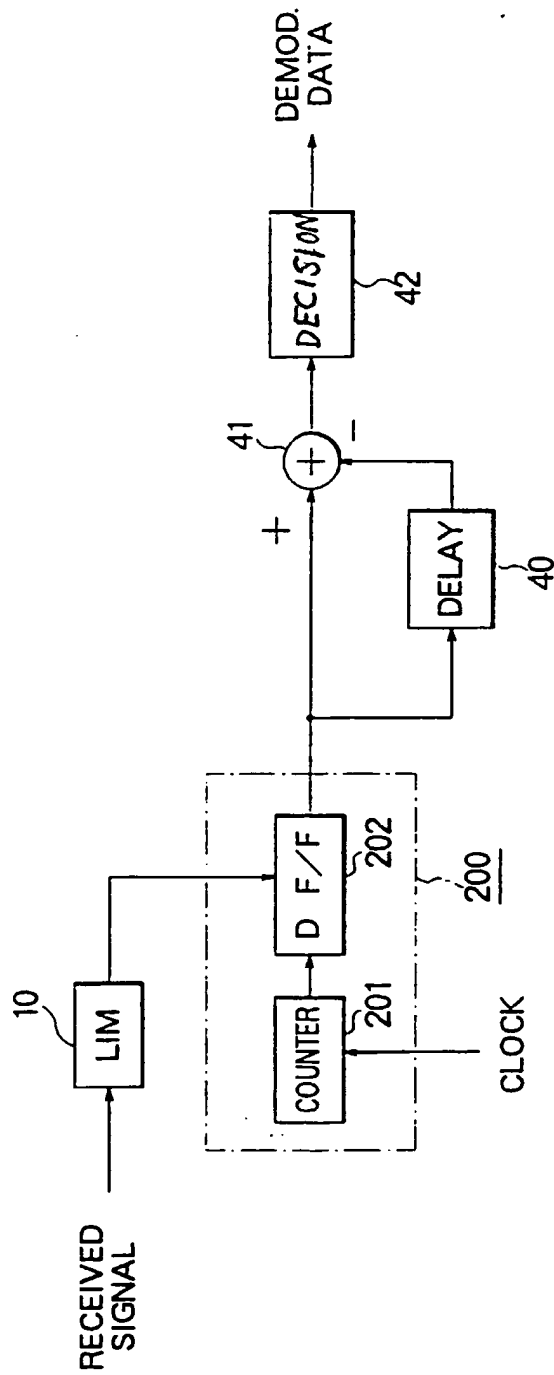 RECEIVED
SIGNAL
10
LIM
COUNTER
201
D F/F
202
200
CLOCK
+
41
+
-
DELAY
40
DECISION
42
DEMOD.
DATA